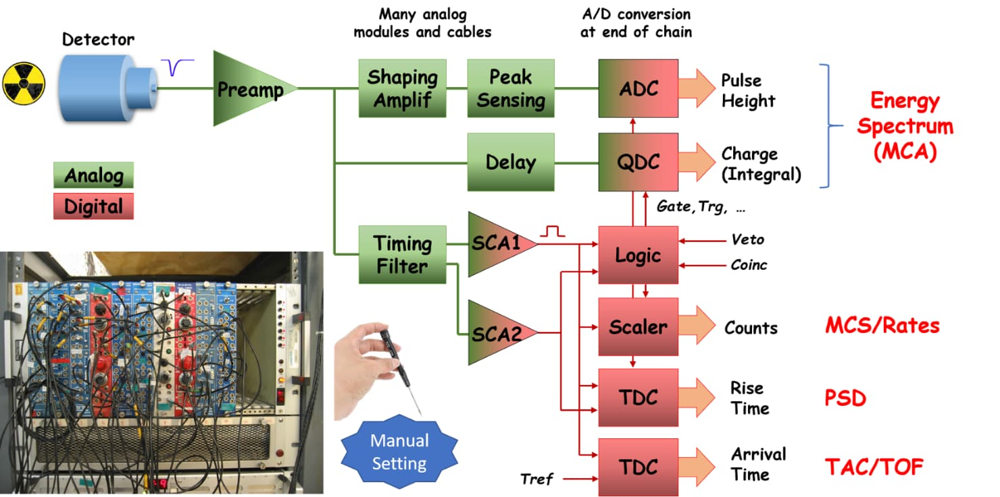 Many analog
modules and cables
A/D conversion
at end of chain
Detector
Preamp
Shaping
Amplif
Peak
Sensing
ADC
Pulse
Height
Energy
Spectrum
(MCA)
Delay
QDC
Charge
(Integral)
Analog
Digital
Gate,Trg, ...
Timing
Filter
SCA1
Logic
Veto
Coinc
SCA2
Scaler
Counts
MCS/Rates
TDC
Rise
Time
PSD
Manual
Setting
Tref
TDC
Arrival
Time
TAC/TOF